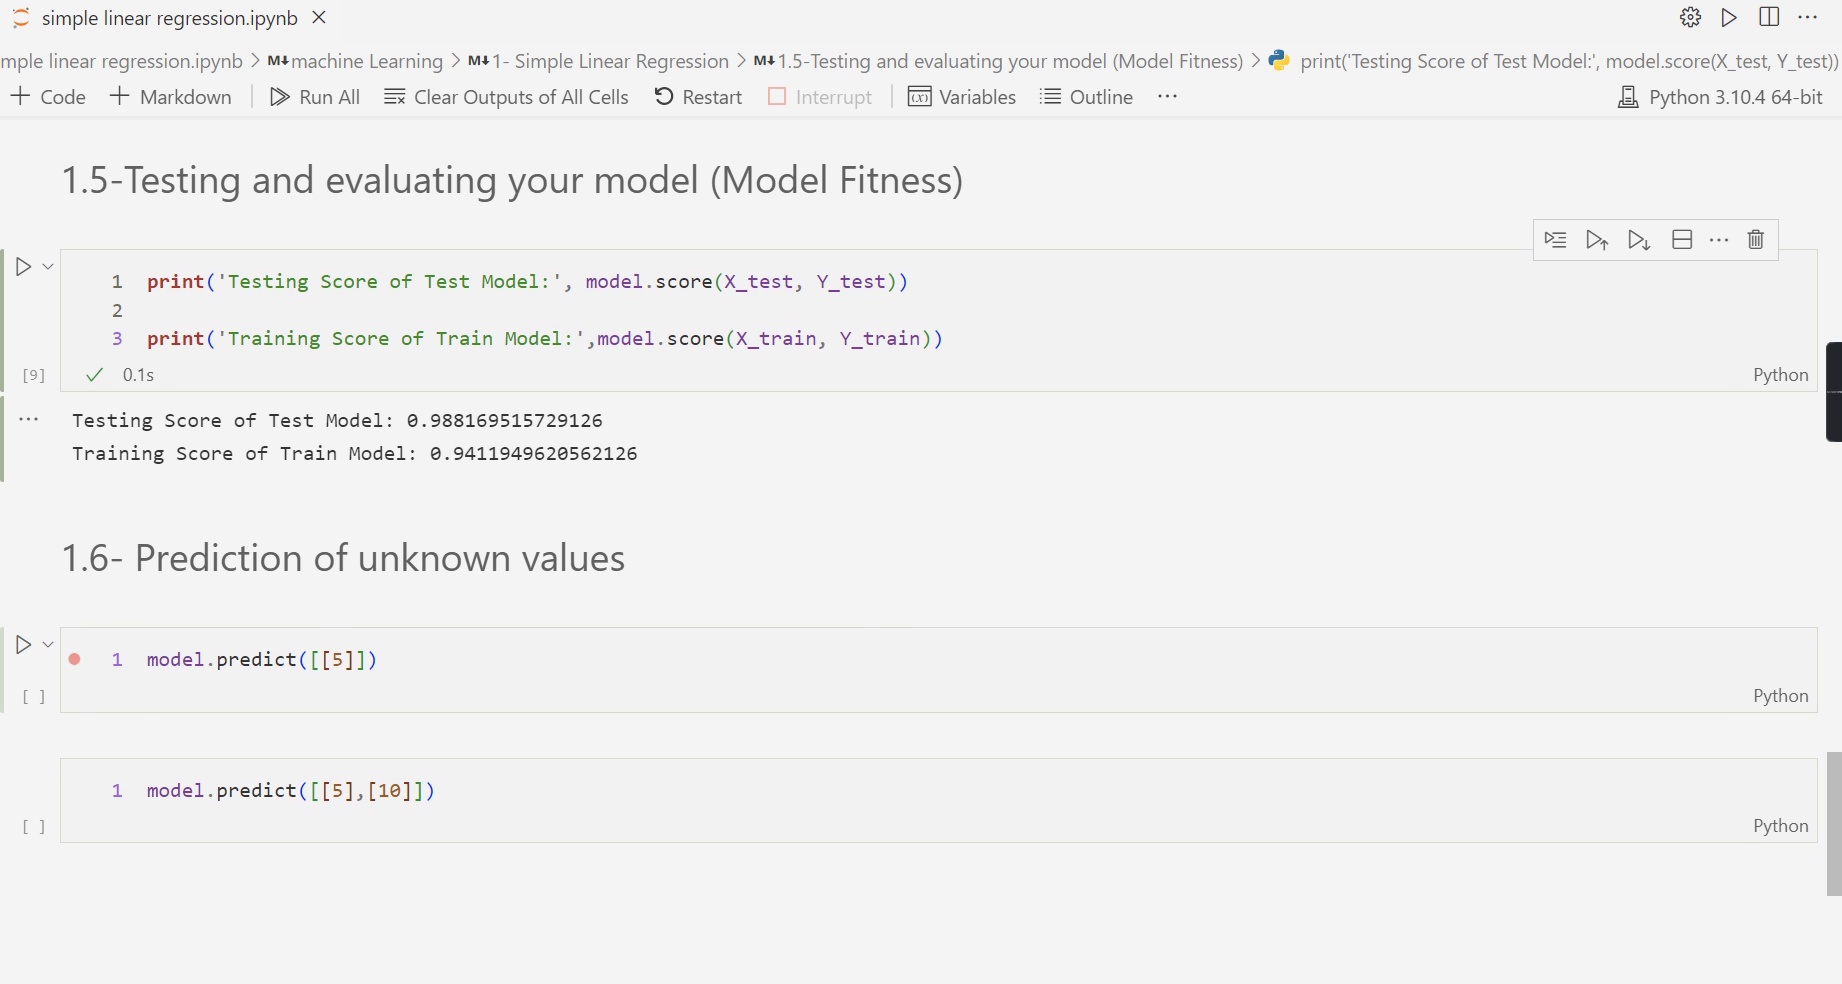 simple linear regression.ipynb
mple linear regression.ipynb > M↓machine Learning > M↓1- Simple Linear Regression > M↓1.5-Testing and evaluating your model (Model Fitness) > print('Testing Score of Test Model:', model.score(X_test, Y_test))
+ Code + Markdown | Run All Clear Outputs of All Cells Restart Interrupt | Variables Outline ··· Python 3.10.4 64-bit
1.5-Testing and evaluating your model (Model Fitness)
1 print('Testing Score of Test Model:', model.score(X_test, Y_test))
2
3 print('Training Score of Train Model:',model.score(X_train, Y_train))
[9] ✓ 0.1s Python
··· Testing Score of Test Model: 0.988169515729126
Training Score of Train Model: 0.9411949620562126
1.6- Prediction of unknown values
1 model.predict([[5]])
[ ] Python
1 model.predict([[5],[10]])
[ ] Python